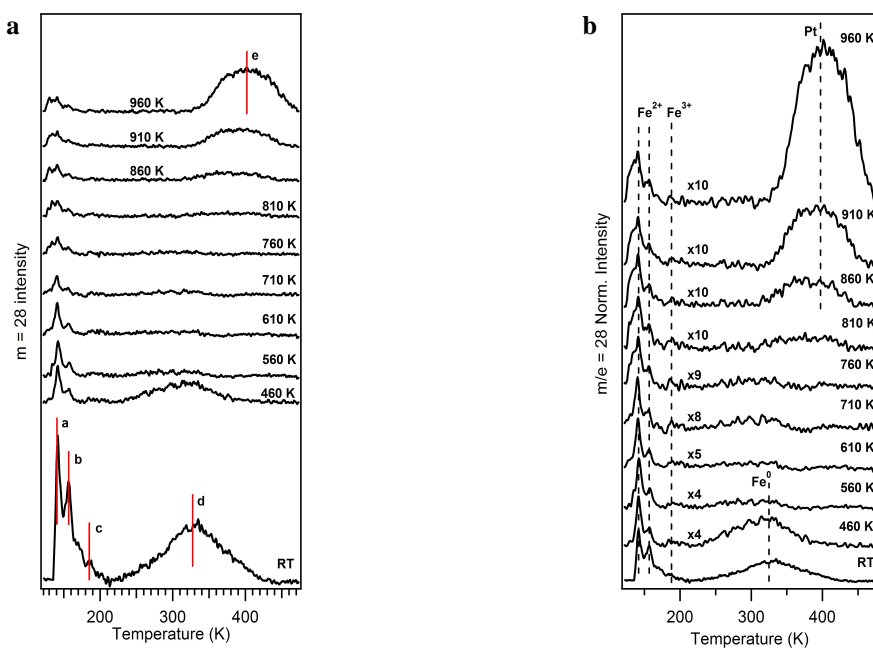 a
e
960 K
910 K
860 K
810 K
760 K
710 K
610 K
560 K
460 K
a
b
c
d
RT
m = 28 intensity
200
300
400
Temperature (K)
b
Pt
960 K
Fe2+ Fe3+
x10
910 K
x10
860 K
x10
810 K
x10
760 K
x9
710 K
x8
610 K
x5
Fe0
560 K
x4
460 K
x4
RT
m/e = 28 Norm. Intensity
200
300
400
Temperature (K)